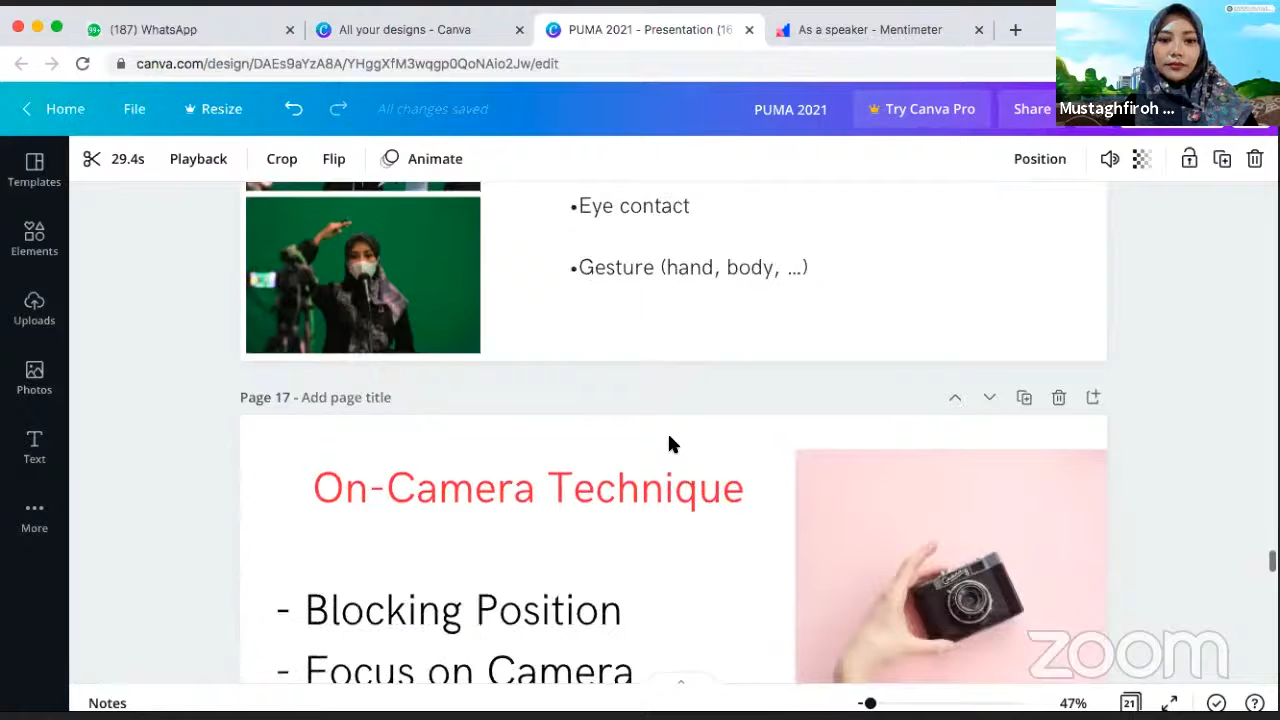 (187) WhatsApp
All your designs - Canva
PUMA 2021 - Presentation (16
As a speaker - Mentimeter
canva.com/design/DAEs9aYzA8A/YHggXfM3wqgp0QoNAio2Jw/edit
Mustaghfiroh ...
Home
File
Resize
All changes saved
PUMA 2021
Try Canva Pro
Share
29.4s
Playback
Crop
Flip
Animate
Position
Templates
Elements
Uploads
Photos
Text
More
•Eye contact
•Gesture (hand, body, ...)
Page 17 - Add page title
On-Camera Technique
- Blocking Position
- Focus on Camera
zoom
Notes
47%
21